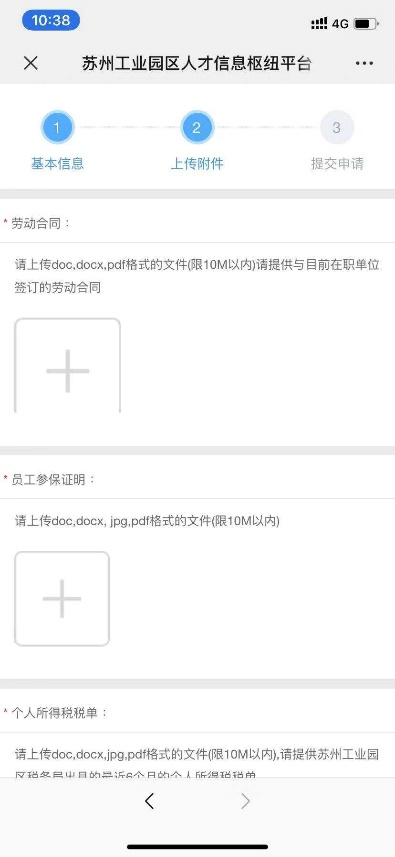 10:38
4G
苏州工业园区人才信息枢纽平台
1
2
3
基本信息
上传附件
提交申请
* 劳动合同：
请上传doc,docx,pdf格式的文件(限10M以内)请提供与目前在职单位
签订的劳动合同
* 员工参保证明：
请上传doc,docx, jpg,pdf格式的文件(限10M以内)
* 个人所得税税单：
请上传doc,docx,jpg,pdf格式的文件(限10M以内),请提供苏州工业园
区税务局出具的最近6个月的个人所得税税单